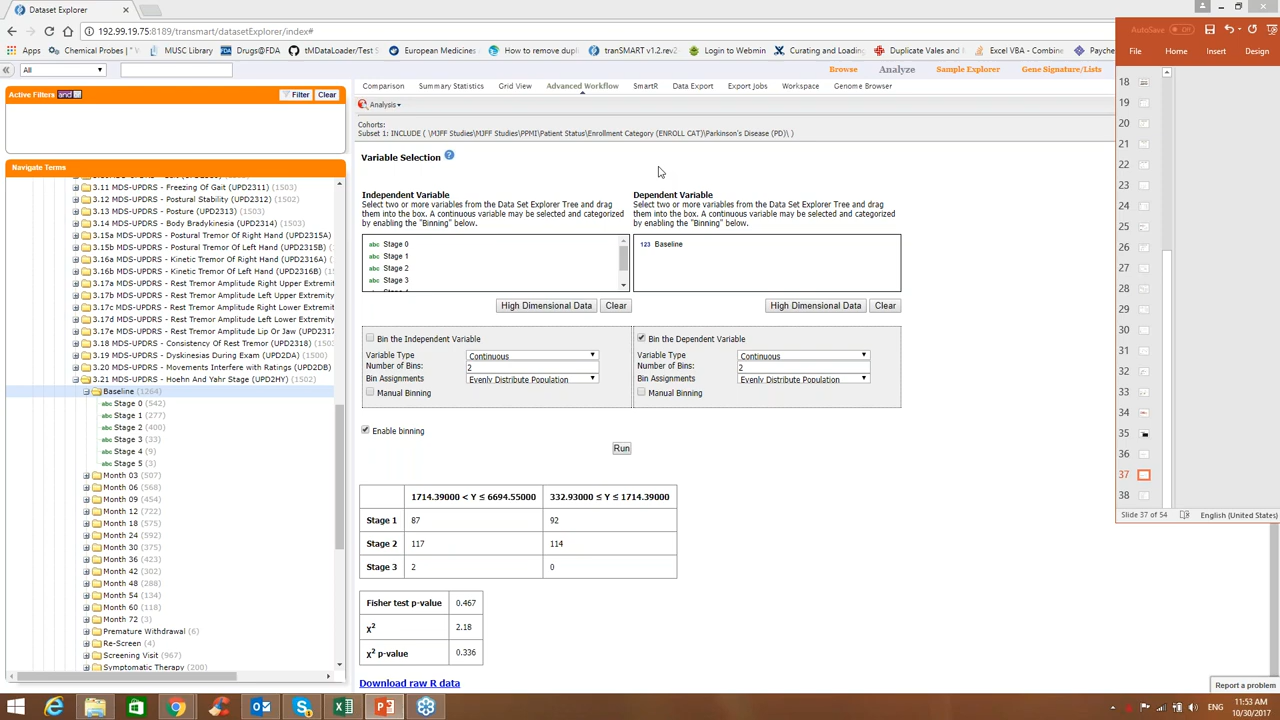 Dataset Explorer
192.99.19.75:8189/transmart/datasetExplorer/index#
Apps Chemical Probes MUSC Library Drugs@FDA tMDataLoader/Test S European Medicines How to remove dupl tranSMART v1.2.rev2 Login to Webmail Curating and Loading Duplicate Vales and M Excel VBA - Combine Payche
All
Browse Analyze Sample Explorer Gene Signature/Lists
Active Filters and Filter Clear
Comparison Summary Statistics Grid View Advanced Workflow SmartR Data Export Export Jobs Workspace Genome Browser
Analysis
Cohorts:
Subset 1: INCLUDE ( \MJFF Studies\MJFF Studies\PPMI\Patient Status\Enrollment Category (ENROLL CAT)\Parkinson's Disease (PD)\ )
Navigate Terms
3.11 MDS-UPDRS - Freezing Of Gait (UPD2311) (1503)
3.12 MDS-UPDRS - Postural Stability (UPD2312) (1503)
3.13 MDS-UPDRS - Posture (UPD2313) (1503)
3.14 MDS-UPDRS - Body Bradykinesia (UPD2314) (1503)
3.15a MDS-UPDRS - Postural Tremor Of Right Hand (UPD2315A)
3.15b MDS-UPDRS - Postural Tremor of Left Hand (UPD2315B)
3.16a MDS-UPDRS - Kinetic Tremor Of Right Hand (UPD2316A)
3.16b MDS-UPDRS - Kinetic Tremor Of Left Hand (UPD2316B)
3.17a MDS-UPDRS - Rest Tremor Amplitude Right Upper Extremit
3.17b MDS-UPDRS - Rest Tremor Amplitude Left Upper Extremity
3.17c MDS-UPDRS - Rest Tremor Amplitude Right Lower Extremit
3.17d MDS-UPDRS - Rest Tremor Amplitude Left Lower Extremity
3.17e MDS-UPDRS - Rest Tremor Amplitude Lip Or Jaw (UPD2317
3.18 MDS-UPDRS - Consistency Of Rest Tremor (UPD2318) (1503)
3.19 MDS-UPDRS - Dyskinesias During Exam (UPD2DA) (1500)
3.20 MDS-UPDRS - Movements Interfere with Ratings (UPD2DB)
3.21 MDS-UPDRS - Hoehn And Yahr Stage (UPD2HY) (1502)
Baseline (1264)
Stage 0 (542)
Stage 1 (277)
Stage 2 (400)
Stage 3 (33)
Stage 4 (9)
Stage 5 (3)
Month 03 (507)
Month 06 (568)
Month 09 (454)
Month 12 (722)
Month 18 (575)
Month 24 (592)
Month 30 (375)
Month 36 (423)
Month 42 (302)
Month 48 (288)
Month 54 (134)
Month 60 (118)
Month 72 (3)
Premature Withdrawal (6)
Re-Screen (4)
Screening Visit (967)
Symptomatic Therapy (200)
Variable Selection
Independent Variable
Select two or more variables from the Data Set Explorer Tree and drag
them into the box. A continuous variable may be selected and categorized
by enabling the "Binning" below.
abc Stage 0
abc Stage 1
abc Stage 2
abc Stage 3
High Dimensional Data Clear
Bin the Independent Variable
Variable Type Continuous
Number of Bins: 2
Bin Assignments Evenly Distribute Population
Manual Binning
Dependent Variable
Select two or more variables from the Data Set Explorer Tree and drag
them into the box. A continuous variable may be selected and categorized
by enabling the "Binning" below.
123 Baseline
High Dimensional Data Clear
Bin the Dependent Variable
Variable Type Continuous
Number of Bins: 2
Bin Assignments Evenly Distribute Population
Manual Binning
Enable binning
Run
1714.39000 < Y ≤ 6694.55000 332.93000 ≤ Y ≤ 1714.39000
Stage 1 87 92
Stage 2 117 114
Stage 3 2 0
Fisher test p-value 0.467
χ² 2.18
χ² p-value 0.336
Download raw R data
AutoSave Off
File Home Insert Design
18
19
20
21
22
23
24
25
26
27
28
29
30
31
32
33
34
35
36
37
38
Slide 37 of 54 English (United States)
Report a problem
ENG
11:53 AM
10/30/2017